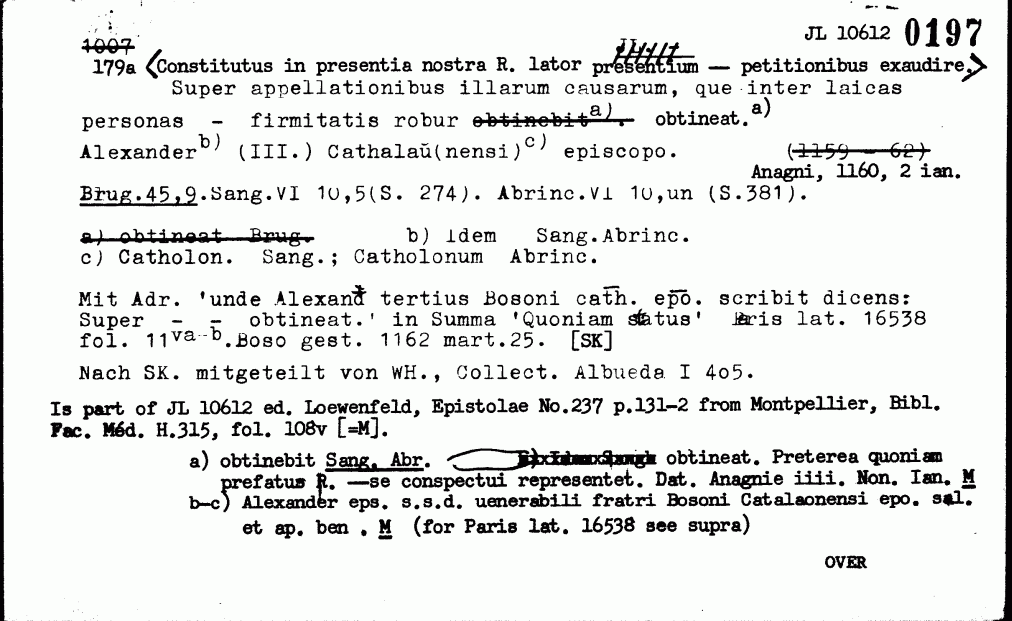 JL 10612 0197
1007
179a <Constitutus in presentia nostra R. lator presentium — petitionibus exaudire.>
Super appellationibus illarum causarum, que inter laicas
personas - firmitatis robur obtinebit a). obtineat. a)
Alexander b) (III.) Cathalaŭ(nensi) c) episcopo. (1159 - 62)
Anagni, 1160, 2 ian.
Brug.45,9.Sang.VI 10,5(S. 274). Abrinc.VI 10,un (S.381).
a) obtineat Brug. b) Idem Sang.Abrinc.
c) Catholon. Sang.; Catholonum Abrinc.
Mit Adr. 'unde Alexand tertius Bosoni cath. epo. scribit dicens:
Super - - obtineat.' in Summa 'Quoniam status' Paris lat. 16538
fol. 11va-b.Boso gest. 1162 mart.25. [SK]
Nach SK. mitgeteilt von WH., Collect. Albueda I 405.
Is part of JL 10612 ed. Loewenfeld, Epistolae No.237 p.131-2 from Montpellier, Bibl.
Fac. Méd. H.315, fol. 108v [=M].
a) obtinebit Sang. Abr. obtineat. Preterea quoniam
prefatus R. —se conspectui representet. Dat. Anagnie iiii. Non. Ian. M
b-c) Alexander eps. s.s.d. uenerabili fratri Bosoni Catalaonensi epo. sal.
et ap. ben . M (for Paris lat. 16538 see supra)
OVER